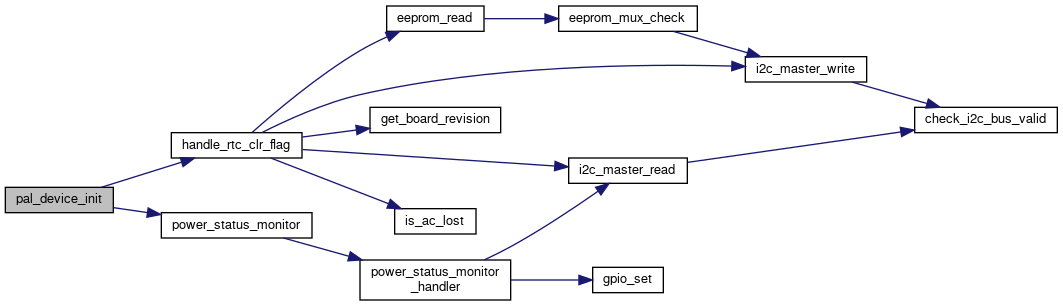 eeprom_read
eeprom_mux_check
i2c_master_write
get_board_revision
check_i2c_bus_valid
handle_rtc_clr_flag
i2c_master_read
pal_device_init
is_ac_lost
power_status_monitor
power_status_monitor
_handler
gpio_set